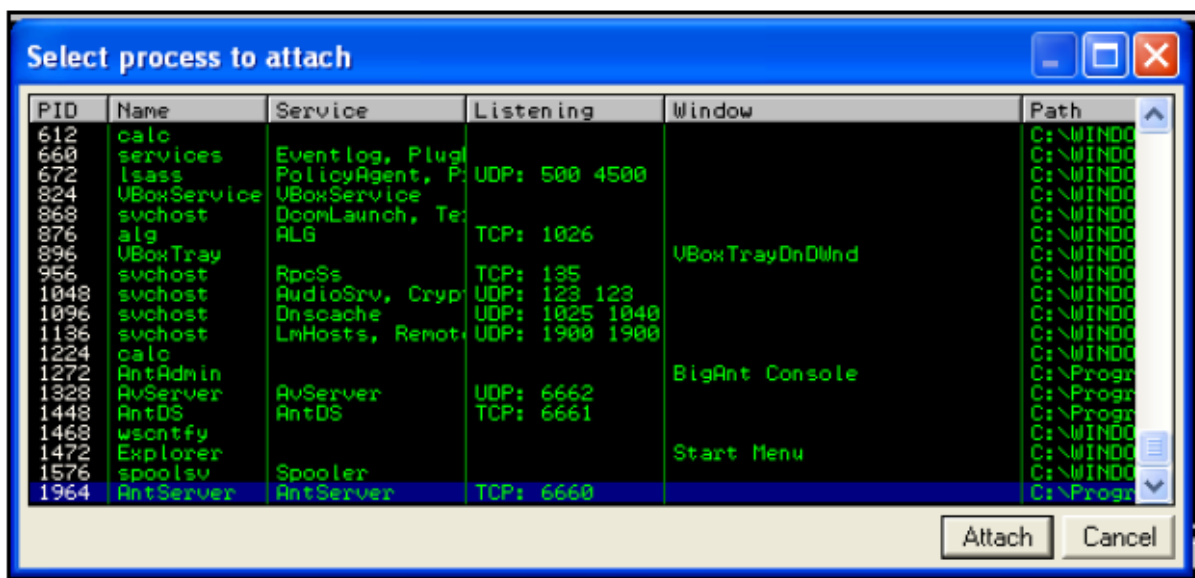 Select process to attach
PID Name Service Listening Window Path
612 calc C:\WINDO
660 services Eventlog, Plug C:\WINDO
672 lsass PolicyAgent, P UDP: 500 4500 C:\WINDO
824 VBoxService VBoxService C:\WINDO
868 svchost DcomLaunch, Te C:\WINDO
876 alg ALG TCP: 1026 C:\WINDO
896 VBoxTray VBoxTrayDnDWnd C:\WINDO
956 svchost RpcSs TCP: 135 C:\WINDO
1048 svchost AudioSrv, Cryp UDP: 123 123 C:\WINDO
1096 svchost Dnscache UDP: 1025 1040 C:\WINDO
1136 svchost LmHosts, Remot UDP: 1900 1900 C:\WINDO
1224 calc C:\WINDO
1272 AntAdmin BigAnt Console C:\Progr
1328 AvServer AvServer UDP: 6662 C:\Progr
1448 AntDS AntDS TCP: 6661 C:\Progr
1468 wscntfy C:\WINDO
1472 Explorer Start Menu C:\WINDO
1576 spoolsv Spooler C:\WINDO
1964 AntServer AntServer TCP: 6660 C:\Progr
Attach Cancel